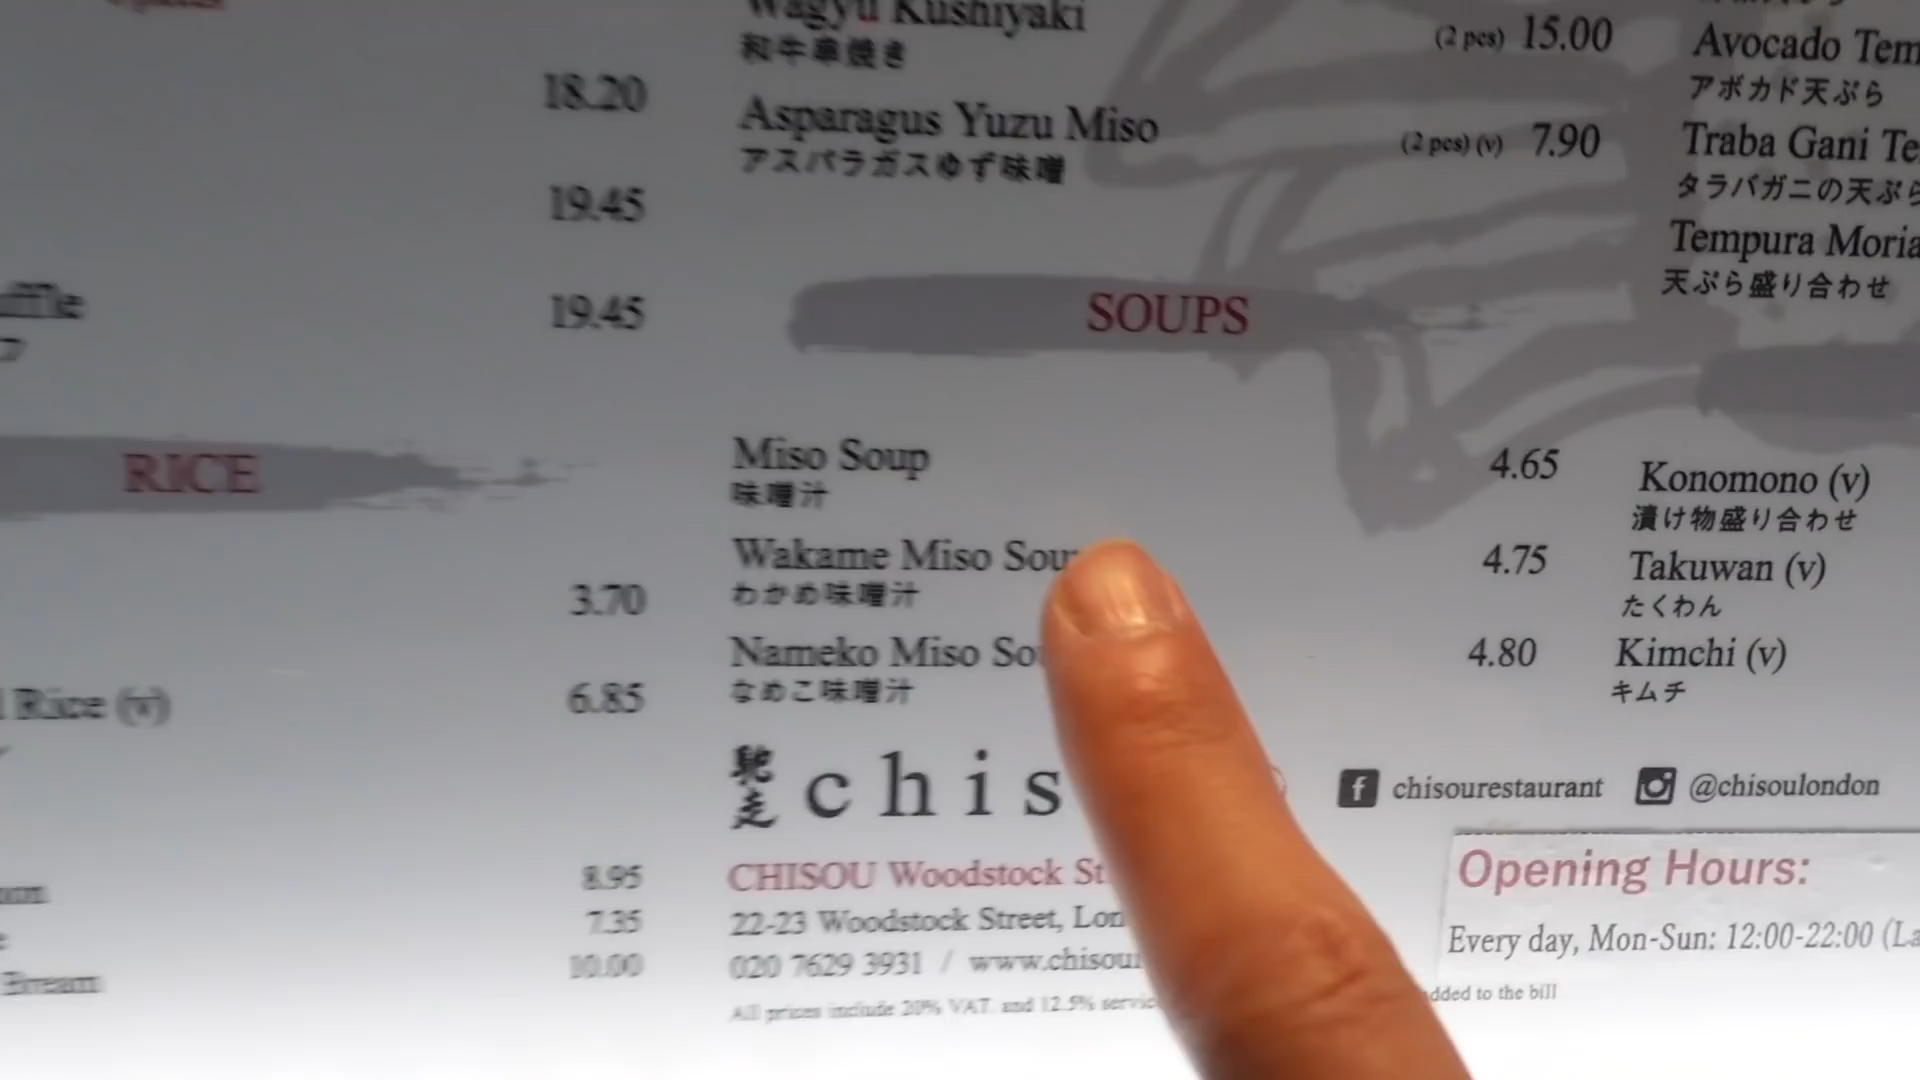 18.20
19.45
19.45
RICE
3.70
Rice (v)
6.85
8.95
7.35
10.00
Bream
Wagyu Kushiyaki (2 pcs) 15.00
和牛串焼き
Asparagus Yuzu Miso (2 pcs) (v) 7.90
アスパラガスゆず味噌
SOUPS
Miso Soup 4.65
味噌汁
Wakame Miso Sou 4.75
わかめ味噌汁
Nameko Miso So 4.80
なめこ味噌汁
馳走 chis
CHISOU Woodstock St
22-23 Woodstock Street, Lon
020 7629 3931 / www.chisou
All prices include 20% VAT. and 12.5% servic
dded to the bill
Avocado Tem
アボカド天ぷら
Traba Gani Te
タラバガニの天ぷら
Tempura Moria
天ぷら盛り合わせ
Konomono (v)
漬け物盛り合わせ
Takuwan (v)
たくわん
Kimchi (v)
キムチ
chisourestaurant @chisoulondon
Opening Hours:
Every day, Mon-Sun: 12:00-22:00 (La